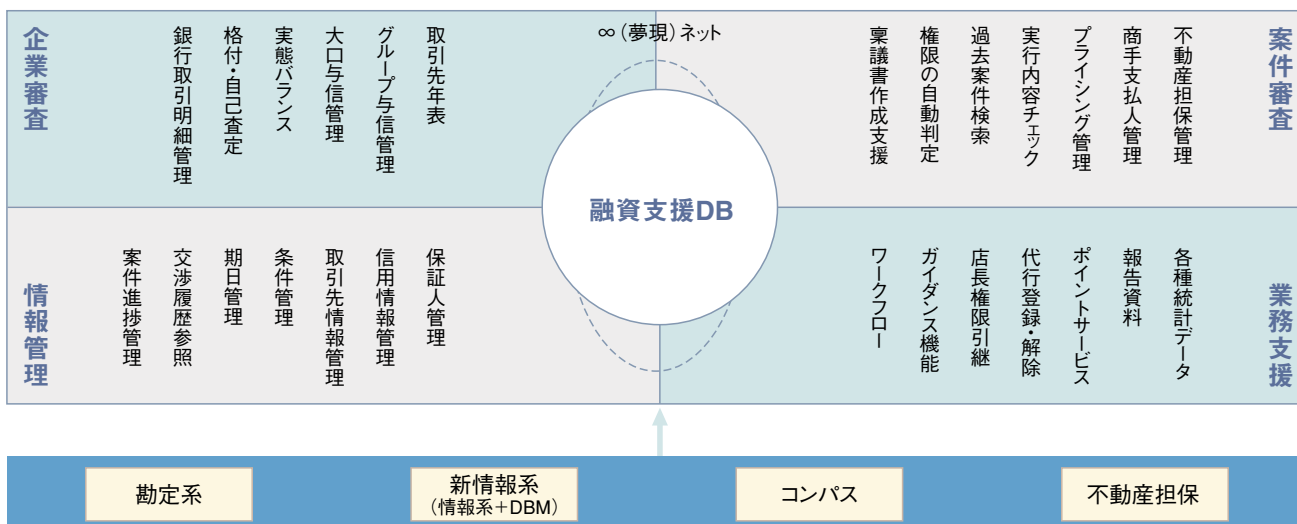 ∞(夢現)ネット
企業審査
銀行取引明細管理
格付・自己査定
実態バランス
大口与信管理
グループ与信管理
取引先年表
案件審査
稟議書作成支援
権限の自動判定
過去案件検索
実行内容チェック
プライシング管理
商手支払人管理
不動産担保管理
融資支援DB
情報管理
案件進捗管理
交渉履歴参照
期日管理
条件管理
取引先情報管理
信用情報管理
保証人管理
業務支援
ワークフロー
ガイダンス機能
店長権限引継
代行登録・解除
ポイントサービス
報告資料
各種統計データ
勘定系
新情報系
(情報系+DBM)
コンパス
不動産担保